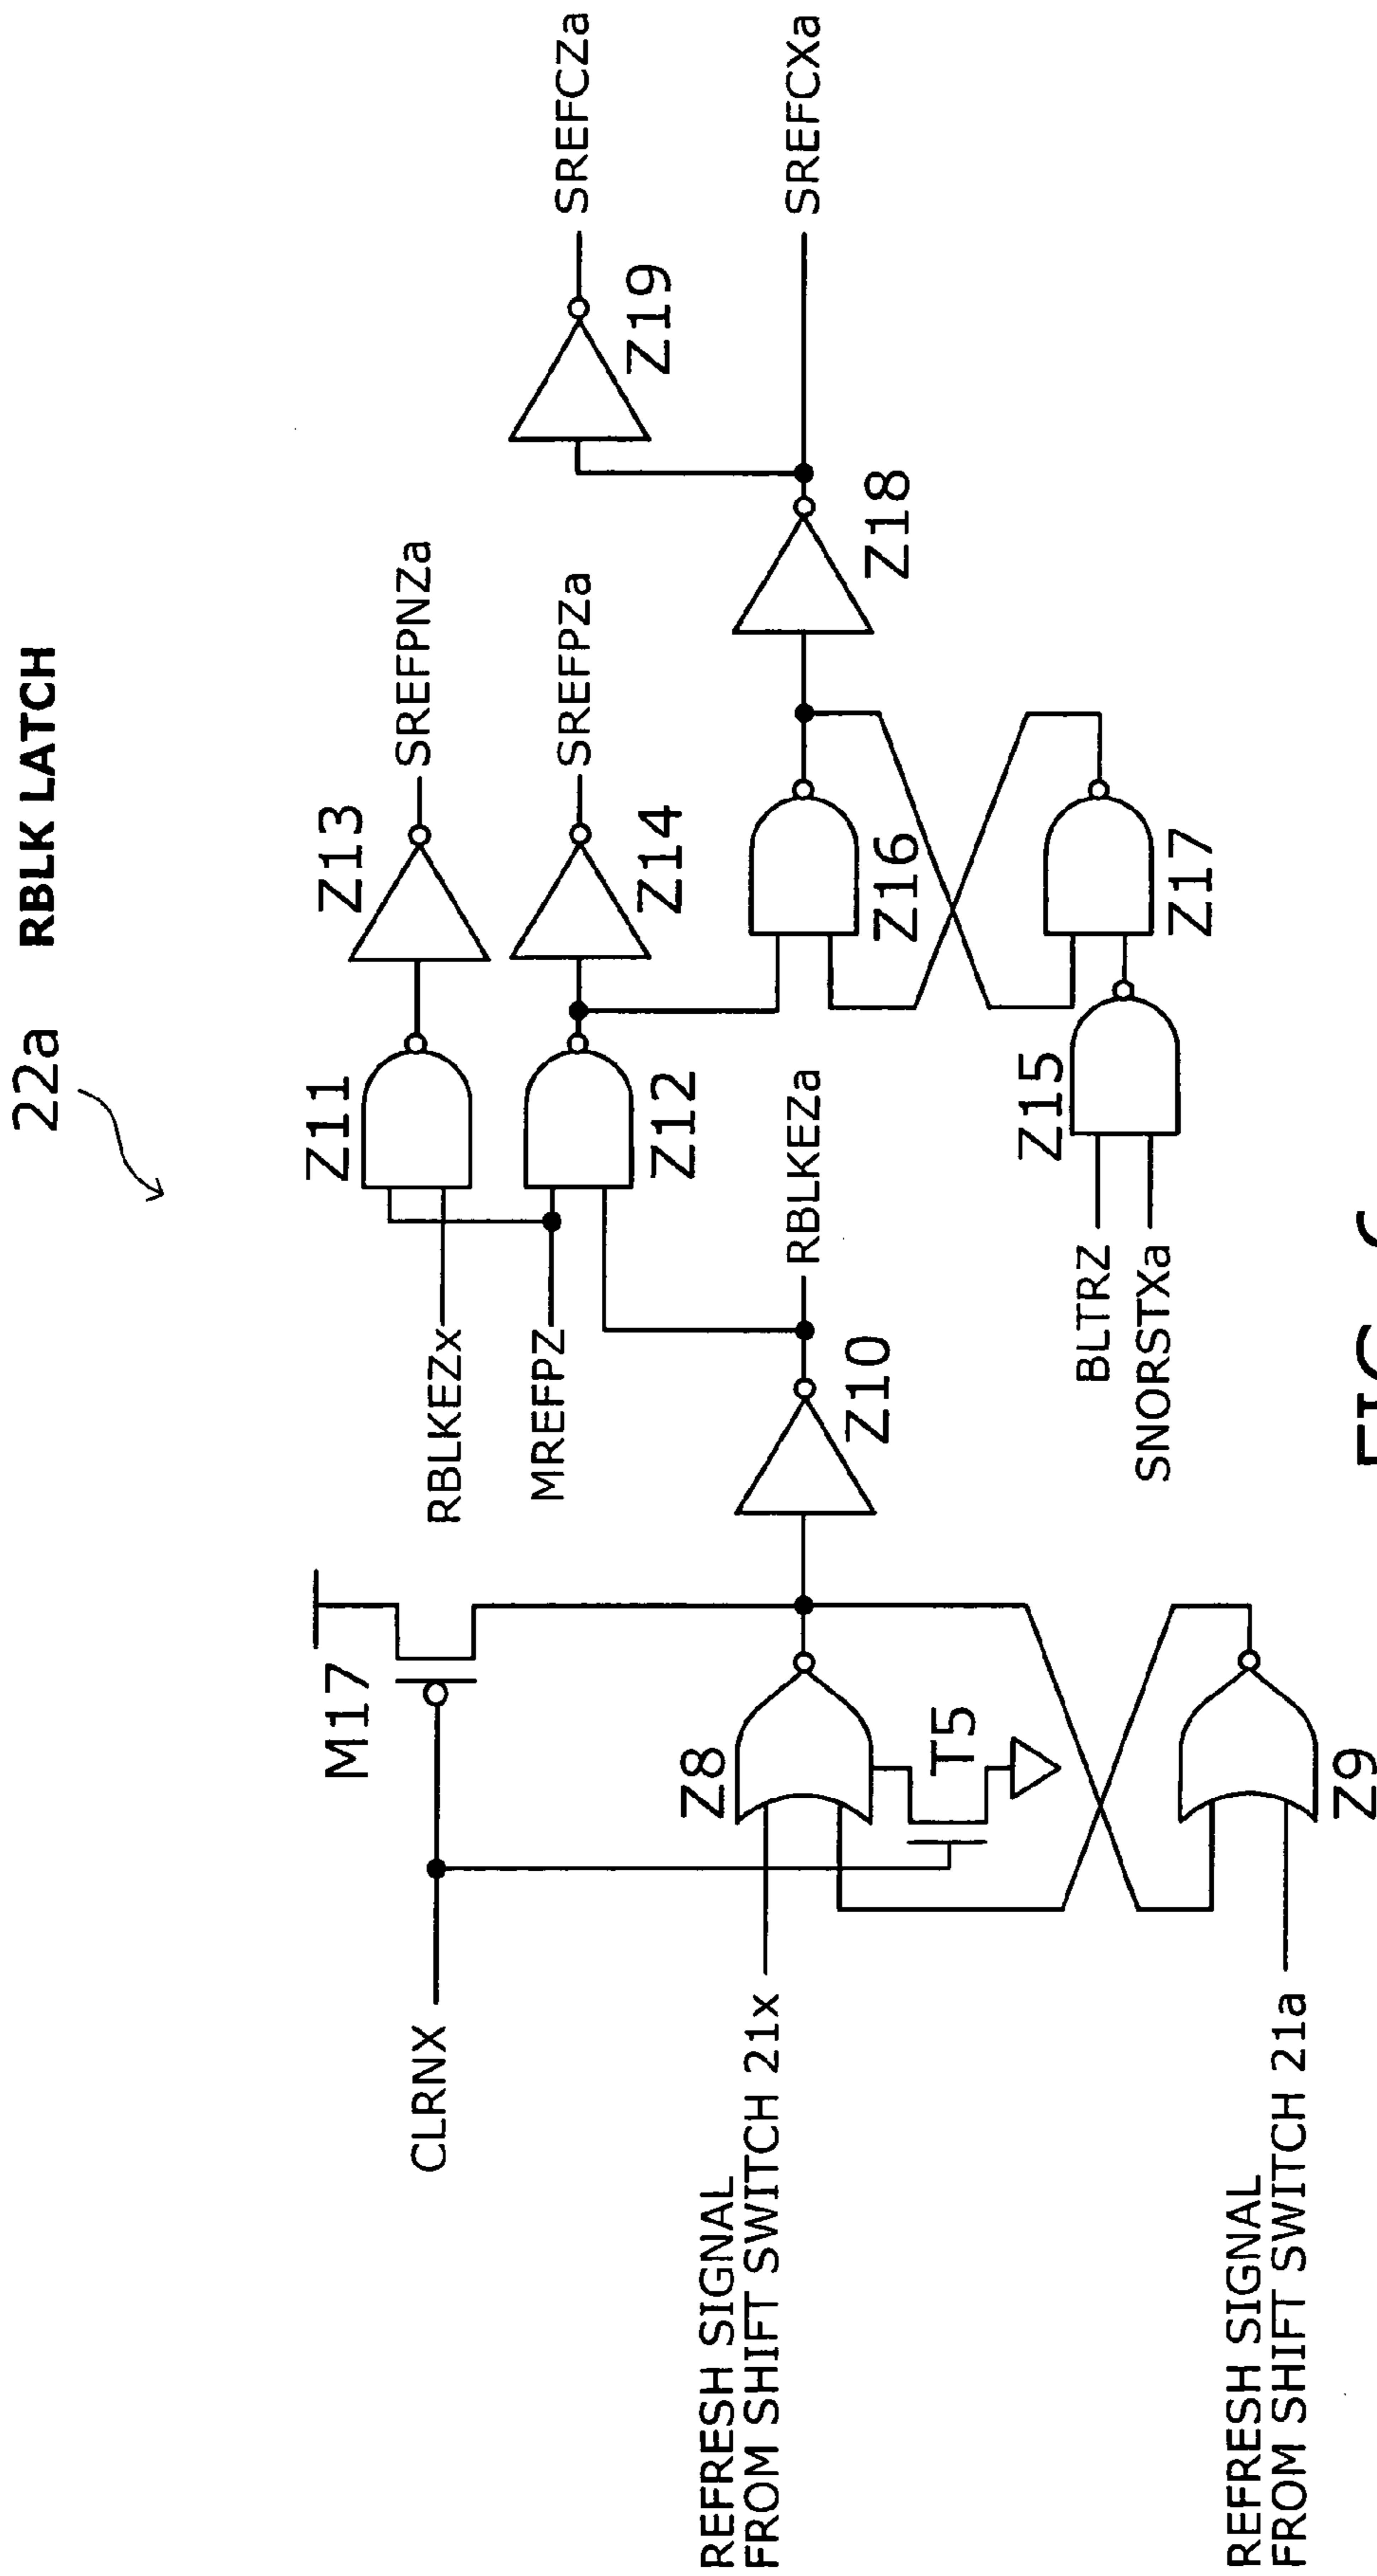 22a RBLK LATCH
CLRNX
M17
REFRESH SIGNAL
FROM SHIFT SWITCH 21x
Z8
T5
REFRESH SIGNAL
FROM SHIFT SWITCH 21a
Z9
Z10
RBLKEZa
RBLKEZx
MREFPZ
Z11
Z12
Z13
SREFPNZa
Z14
SREFPZa
BLTRZ
SNORSTXa
Z15
Z16
Z17
Z18
Z19
SREFCZa
SREFCXa